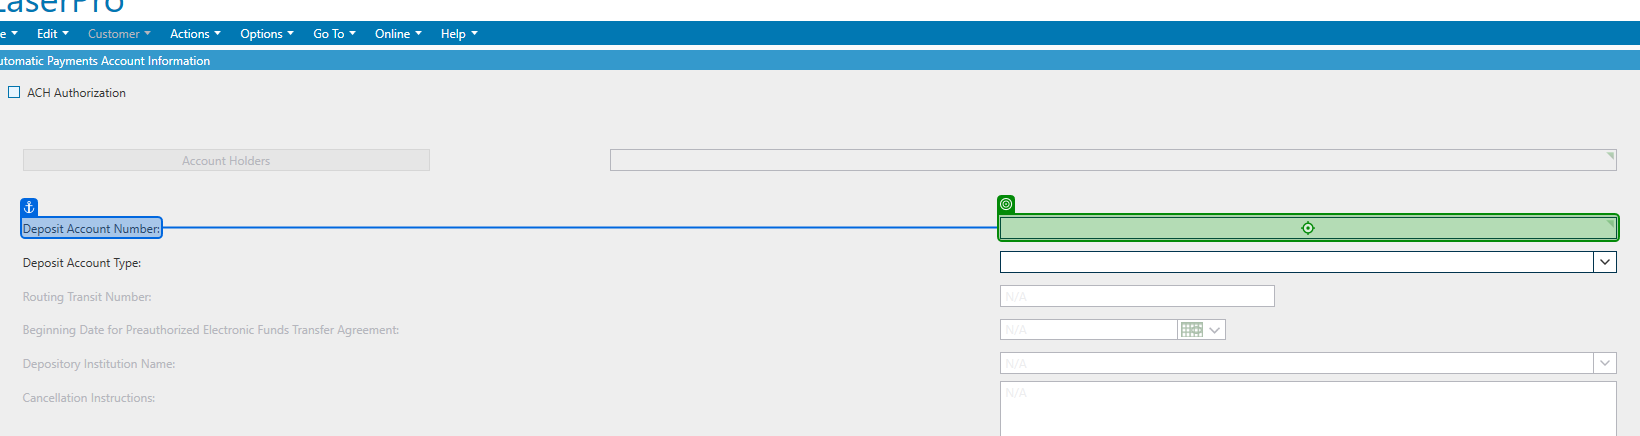 LaserPro
e Edit Customer Actions Options Go To Online Help
utomatic Payments Account Information
ACH Authorization
Account Holders
Deposit Account Number:
Deposit Account Type:
Routing Transit Number: N/A
Beginning Date for Preauthorized Electronic Funds Transfer Agreement: N/A
Depository Institution Name: N/A
Cancellation Instructions: N/A